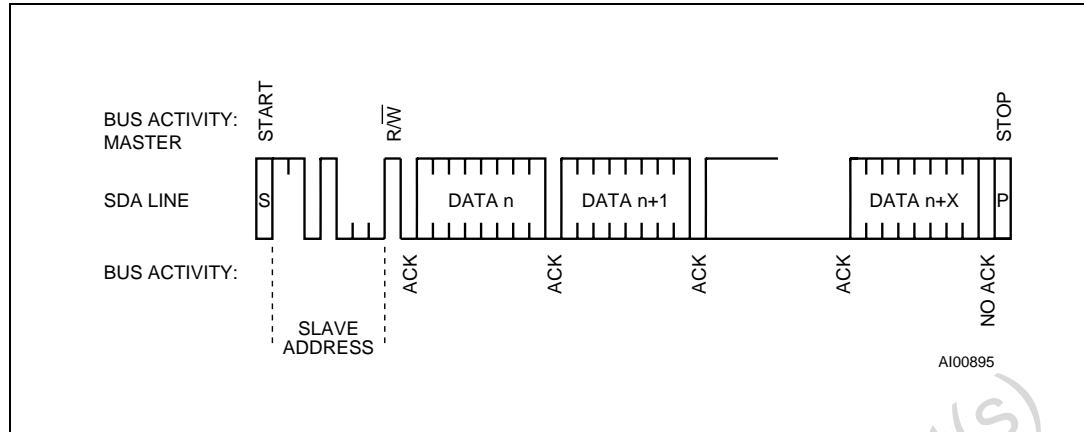 START
R/W
STOP
BUS ACTIVITY:
MASTER
SDA LINE
S
DATA n
DATA n+1
DATA n+X
P
BUS ACTIVITY:
ACK
ACK
ACK
ACK
NO ACK
SLAVE
ADDRESS
AI00895
(s)